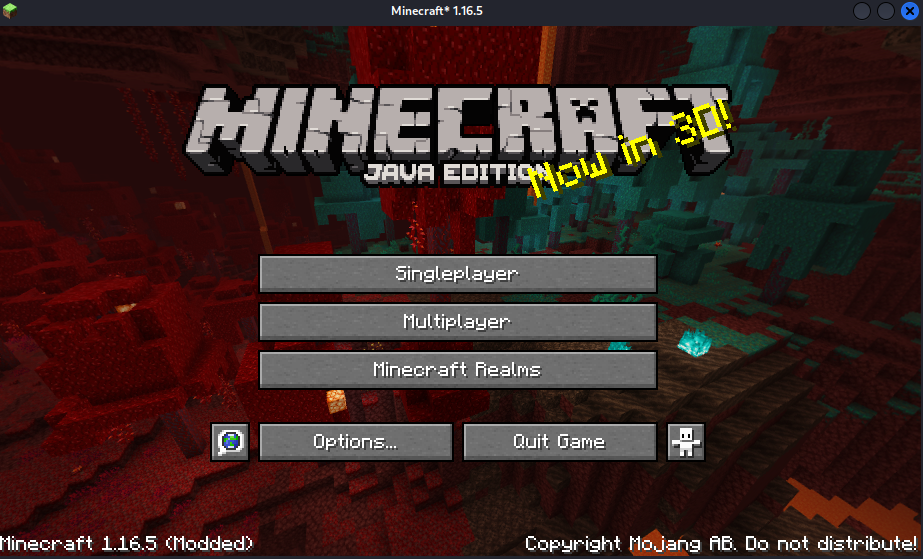 Minecraft* 1.16.5
MINECRAFT
JAVA EDITION
Now in 3D!
Singleplayer
Multiplayer
Minecraft Realms
Options...
Quit Game
Minecraft 1.16.5 (Modded)
Copyright Mojang AB. Do not distribute!